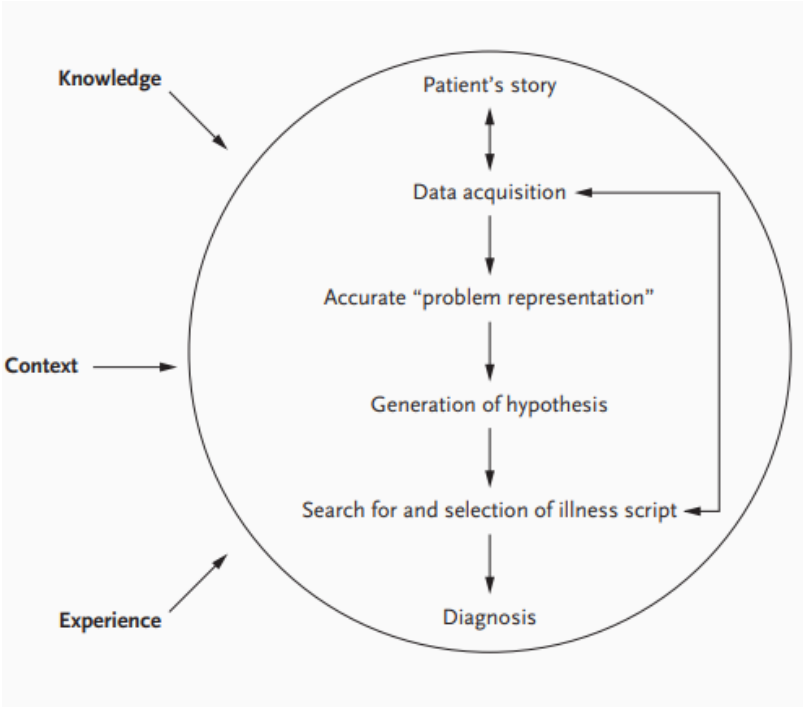 Knowledge
Patient’s story
Data acquisition
Accurate “problem representation”
Context
Generation of hypothesis
Search for and selection of illness script
Experience
Diagnosis